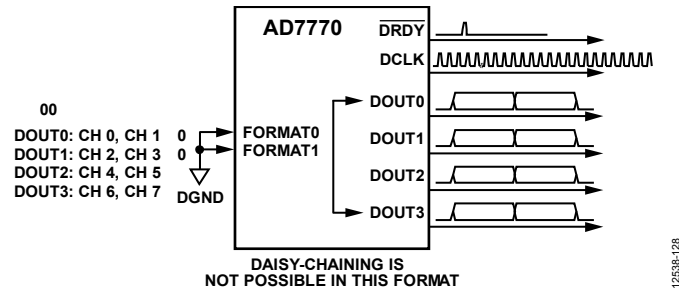 AD7770
DRDY
DCLK
DOUT0
DOUT1
DOUT2
DOUT3
00
DOUT0: CH 0, CH 1 0
DOUT1: CH 2, CH 3 0
DOUT2: CH 4, CH 5
DOUT3: CH 6, CH 7
DGND
FORMAT0
FORMAT1
DAISY-CHAINING IS
NOT POSSIBLE IN THIS FORMAT
12538-128